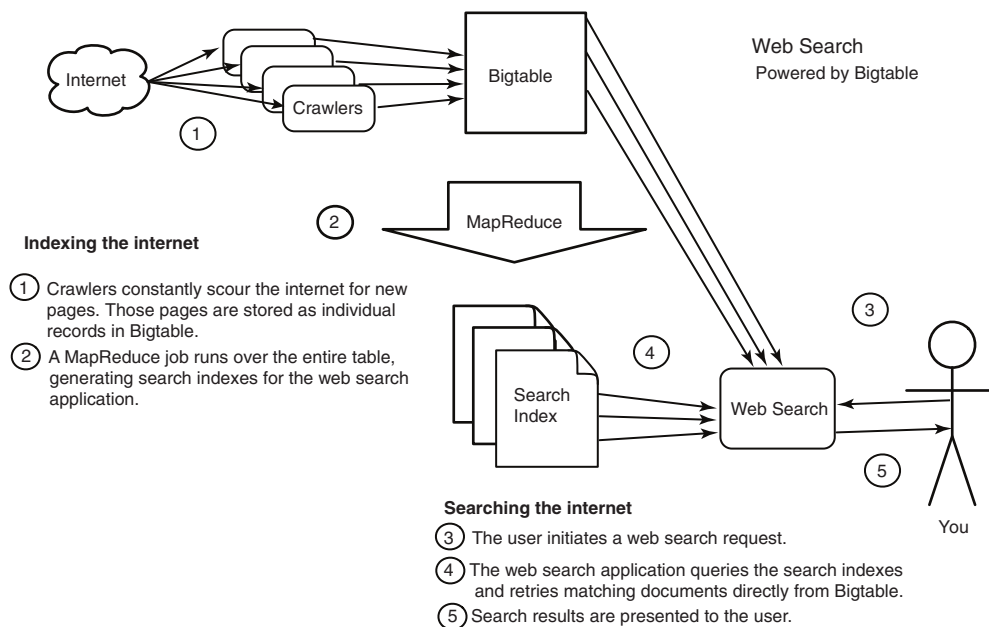 Web Search
Powered by Bigtable
Internet
Crawlers
Bigtable
1
2
MapReduce
Indexing the internet
1 Crawlers constantly scour the internet for new
pages. Those pages are stored as individual
records in Bigtable.
2 A MapReduce job runs over the entire table,
generating search indexes for the web search
application.
3
4
Search
Index
Web Search
5
You
Searching the internet
3 The user initiates a web search request.
4 The web search application queries the search indexes
and retries matching documents directly from Bigtable.
5 Search results are presented to the user.